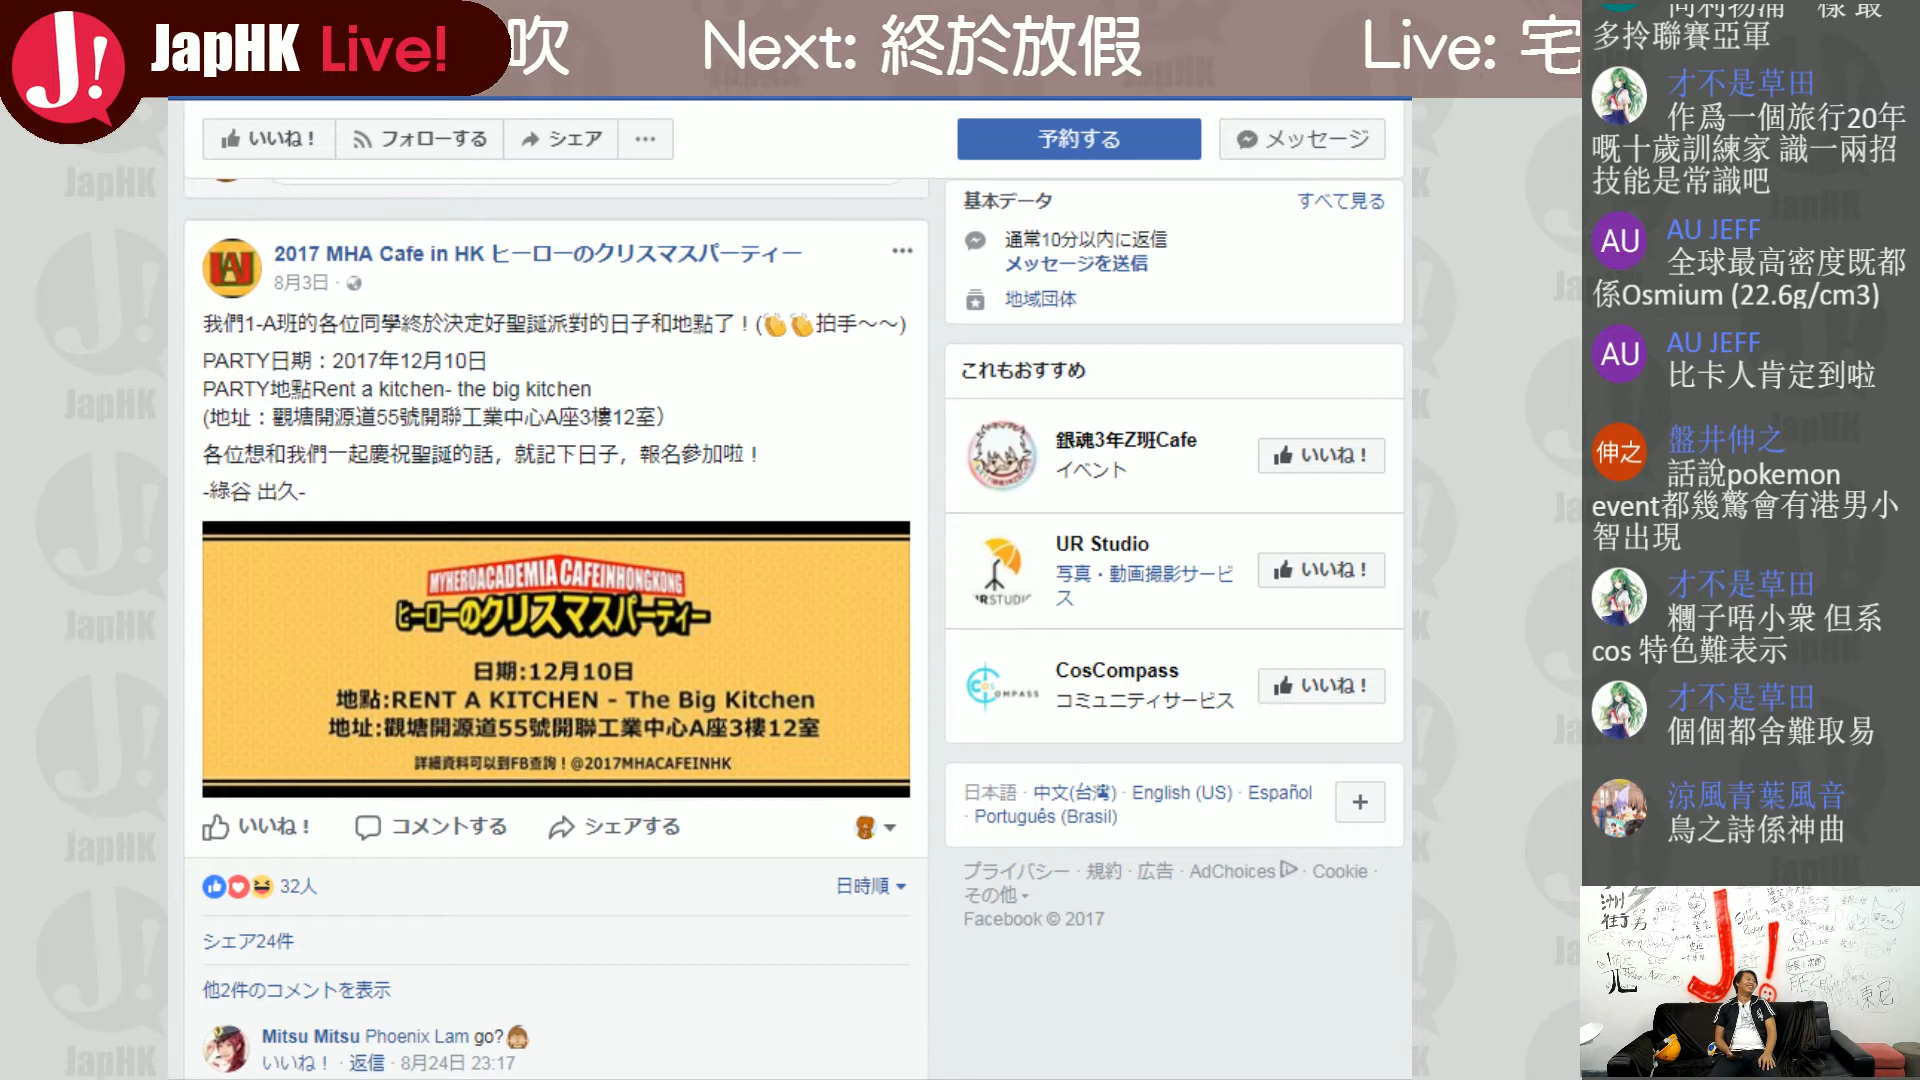 JapHK Live!
吹
Next: 終於放假
Live: 宅
いいね！
フォローする
シェア
予約する
メッセージ
2017 MHA Cafe in HK ヒーローのクリスマスパーティー
8月3日
我們1-A班的各位同學終於決定好聖誕派對的日子和地點了！(👏👏拍手～～)
PARTY日期：2017年12月10日
PARTY地點Rent a kitchen- the big kitchen
(地址：觀塘開源道55號開聯工業中心A座3樓12室）
各位想和我們一起慶祝聖誕的話，就記下日子，報名參加啦！
-綠谷 出久-
MYHEROACADEMIA CAFEINHONGKONG
ヒーローのクリスマスパーティー
日期:12月10日
地點:RENT A KITCHEN - The Big Kitchen
地址:觀塘開源道55號開聯工業中心A座3樓12室
詳細資料可以到FB查詢！@2017MHACAFEINHK
いいね！
コメントする
シェアする
32人
日時順
シェア24件
他2件のコメントを表示
Mitsu Mitsu Phoenix Lam go?
いいね！ · 返信 · 8月24日 23:17
基本データ
すべて見る
通常10分以内に返信
メッセージを送信
地域団体
これもおすすめ
銀魂3年Z班Cafe
イベント
いいね！
UR Studio
写真・動画撮影サービ
ス
いいね！
CosCompass
コミュニティサービス
いいね！
日本語 · 中文(台灣) · English (US) · Español
· Português (Brasil)
プライバシー · 規約 · 広告 · AdChoices · Cookie ·
その他
Facebook © 2017
多拎聯賽亞軍
才不是草田
作爲一個旅行20年
嘅十歲訓練家 識一兩招
技能是常識吧
AU
AU JEFF
全球最高密度既都
係Osmium (22.6g/cm3)
AU
AU JEFF
比卡人肯定到啦
伸之
盤井伸之
話說pokemon
event都幾驚會有港男小
智出現
才不是草田
糰子唔小衆 但系
cos 特色難表示
才不是草田
個個都舍難取易
涼風青葉風音
鳥之詩係神曲
J!